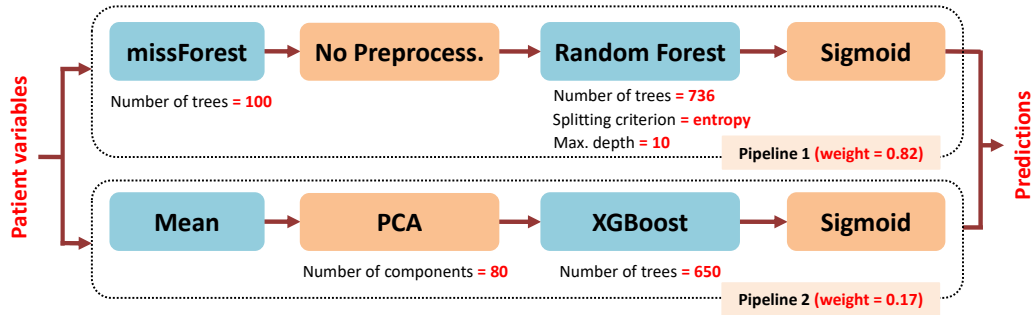 Patient variables
missForest
No Preprocess.
Random Forest
Sigmoid
Number of trees = 100
Number of trees = 736
Splitting criterion = entropy
Max. depth = 10
Pipeline 1 (weight = 0.82)
Mean
PCA
XGBoost
Sigmoid
Number of components = 80
Number of trees = 650
Pipeline 2 (weight = 0.17)
Predictions